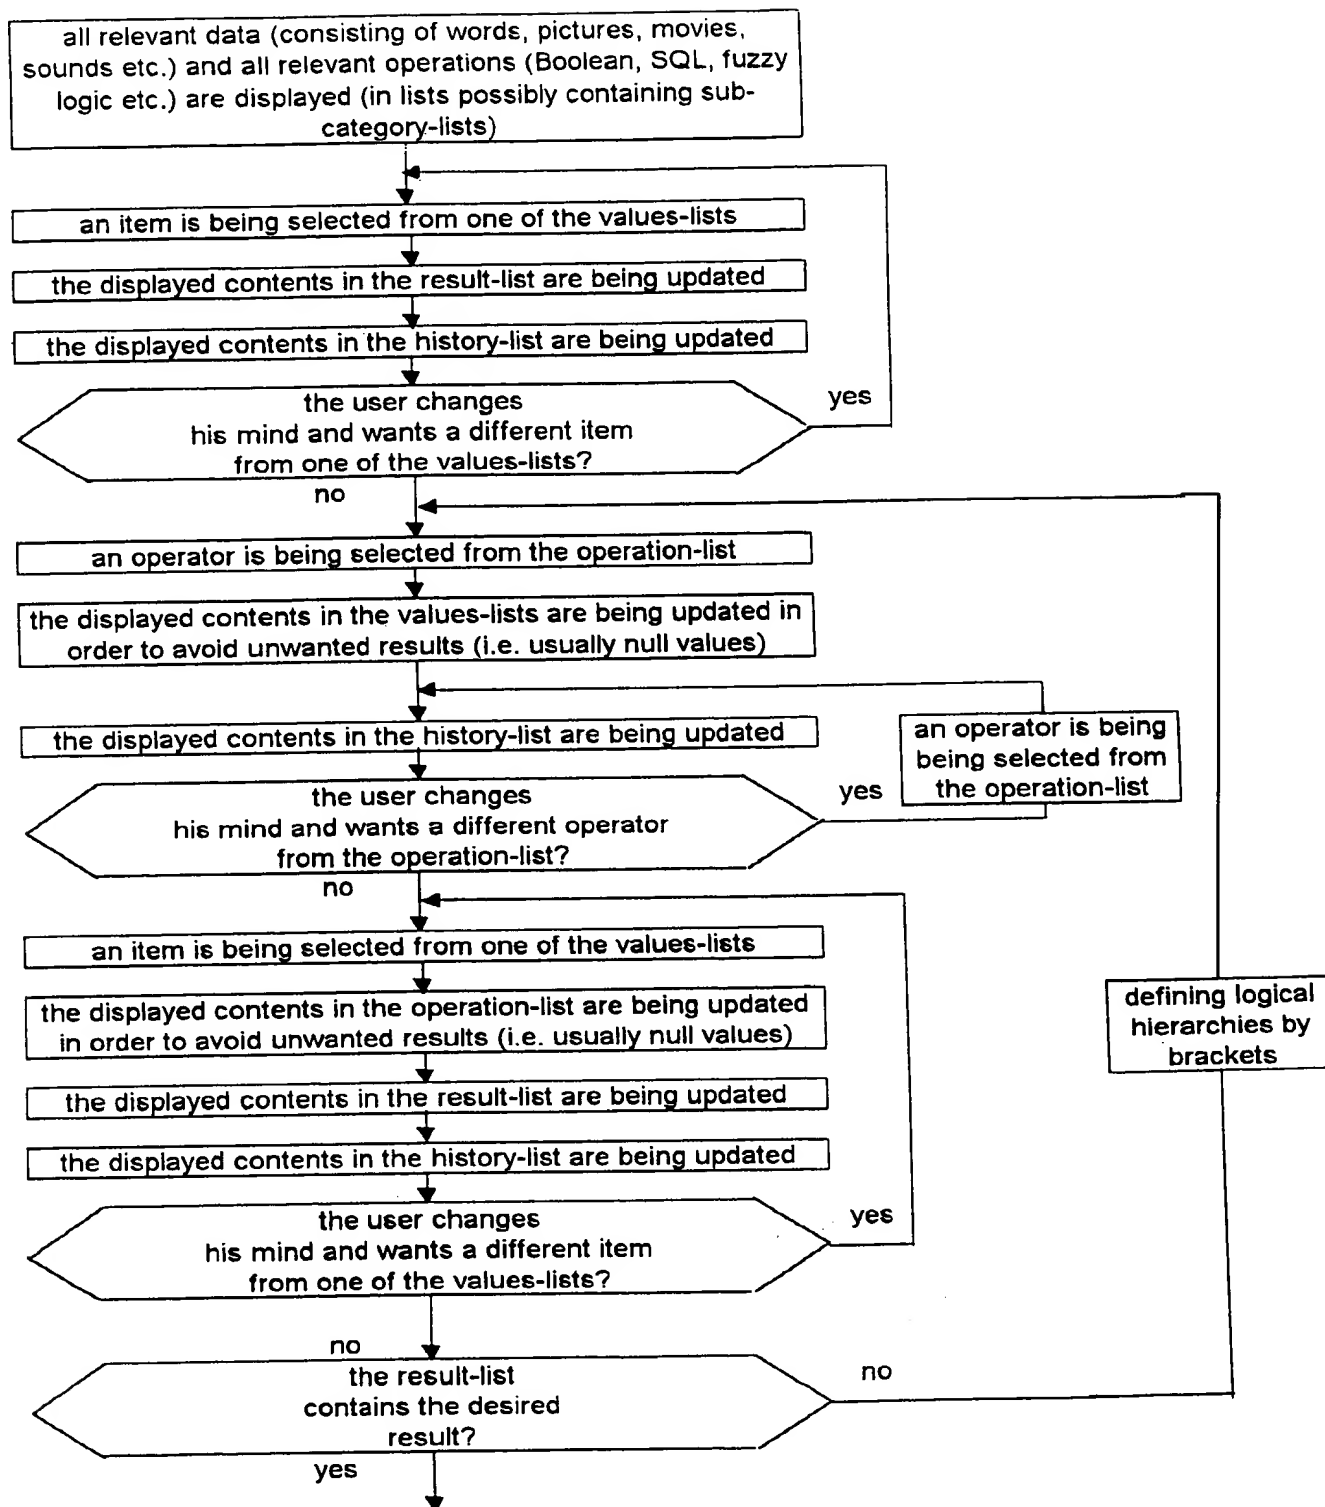 all relevant data (consisting of words, pictures, movies,
sounds etc.) and all relevant operations (Boolean, SQL, fuzzy
logic etc.) are displayed (in lists possibly containing sub-
category-lists)
an item is being selected from one of the values-lists
the displayed contents in the result-list are being updated
the displayed contents in the history-list are being updated
the user changes
his mind and wants a different item
from one of the values-lists?
yes
no
an operator is being selected from the operation-list
the displayed contents in the values-lists are being updated in
order to avoid unwanted results (i.e. usually null values)
the displayed contents in the history-list are being updated
an operator is being
being selected from
the operation-list
the user changes
his mind and wants a different operator
from the operation-list?
yes
no
an item is being selected from one of the values-lists
the displayed contents in the operation-list are being updated
in order to avoid unwanted results (i.e. usually null values)
defining logical
hierarchies by
brackets
the displayed contents in the result-list are being updated
the displayed contents in the history-list are being updated
the user changes
his mind and wants a different item
from one of the values-lists?
yes
no
the result-list
contains the desired
result?
no
yes